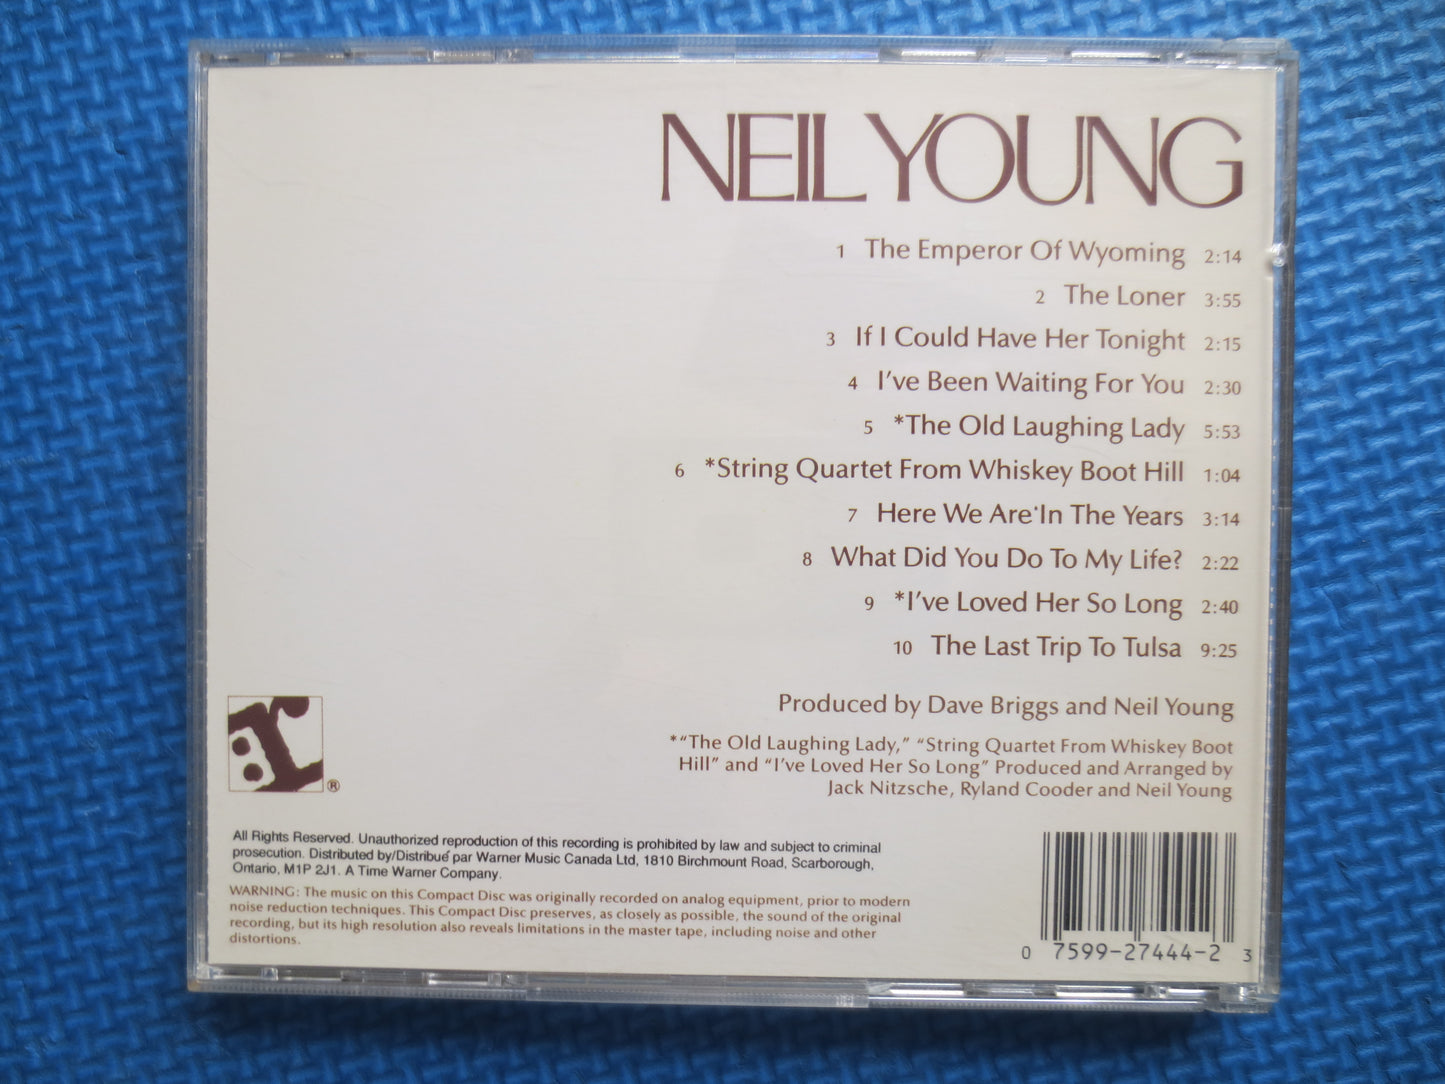 NEIL YOUNG
1 The Emperor Of Wyoming 2:14
2 The Loner 3:55
3 If I Could Have Her Tonight 2:15
4 I've Been Waiting For You 2:30
5 *The Old Laughing Lady 5:53
6 *String Quartet From Whiskey Boot Hill 1:04
7 Here We Are In The Years 3:14
8 What Did You Do To My Life? 2:22
9 *I've Loved Her So Long 2:40
10 The Last Trip To Tulsa 9:25
Produced by Dave Briggs and Neil Young
*“The Old Laughing Lady,” “String Quartet From Whiskey Boot
Hill” and “I've Loved Her So Long” Produced and Arranged by
Jack Nitzsche, Ryland Cooder and Neil Young
:r ®
All Rights Reserved. Unauthorized reproduction of this recording is prohibited by law and subject to criminal
prosecution. Distributed by/Distribué par Warner Music Canada Ltd, 1810 Birchmount Road, Scarborough,
Ontario, M1P 2J1. A Time Warner Company.
WARNING: The music on this Compact Disc was originally recorded on analog equipment, prior to modern
noise reduction techniques. This Compact Disc preserves, as closely as possible, the sound of the original
recording, but its high resolution also reveals limitations in the master tape, including noise and other
distortions.
0 7599-27444-2 3